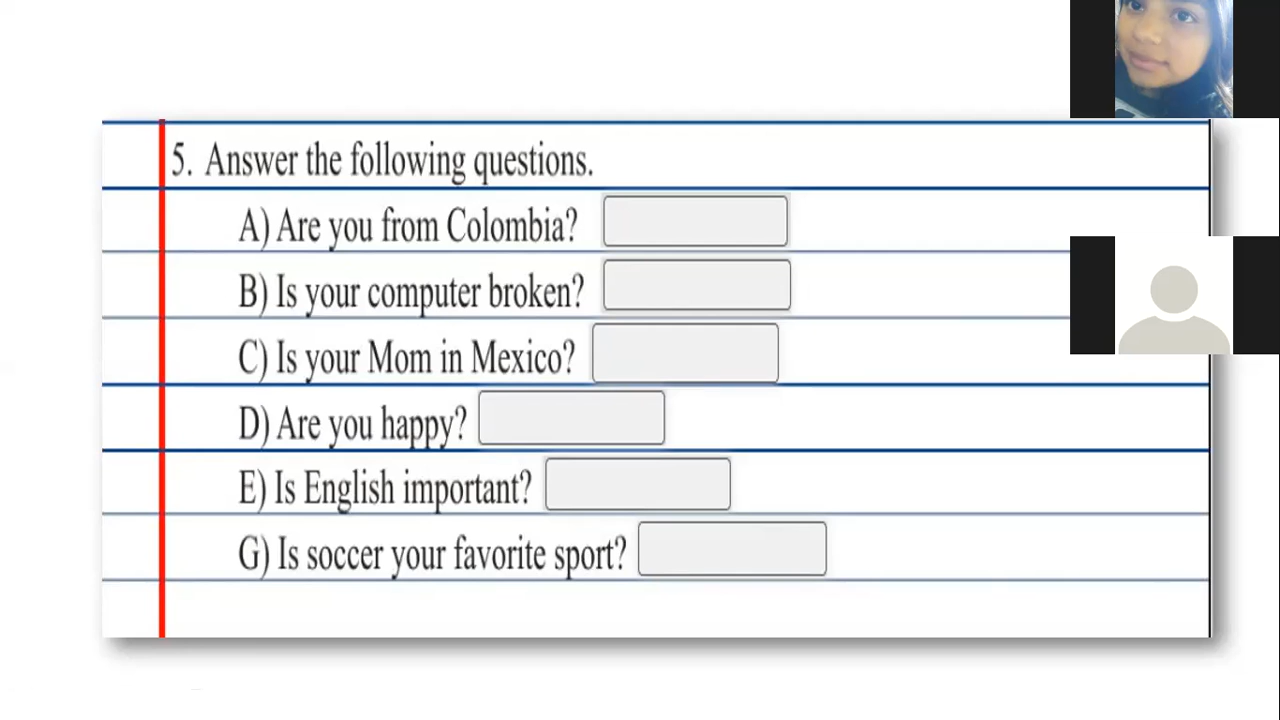 5. Answer the following questions.
A) Are you from Colombia?
B) Is your computer broken?
C) Is your Mom in Mexico?
D) Are you happy?
E) Is English important?
G) Is soccer your favorite sport?